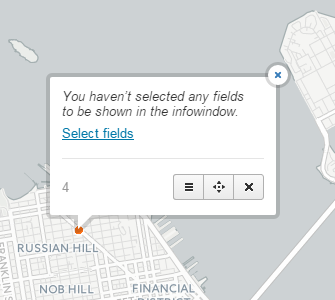 You haven't selected any fields
to be shown in the infowindow.
Select fields
4
RUSSIAN HILL
FRANKLIN S
NOB HILL
FINANCIAL
DISTRICT